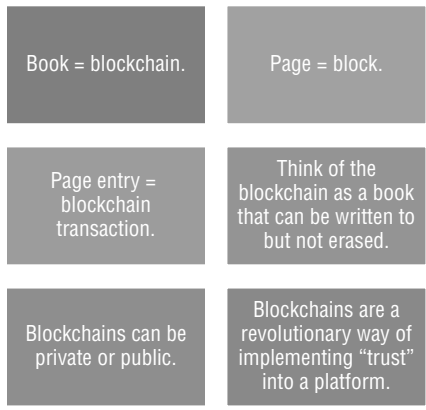 Book = blockchain.
Page = block.
Page entry =
blockchain
transaction.
Think of the
blockchain as a book
that can be written to
but not erased.
Blockchains can be
private or public.
Blockchains are a
revolutionary way of
implementing “trust”
into a platform.